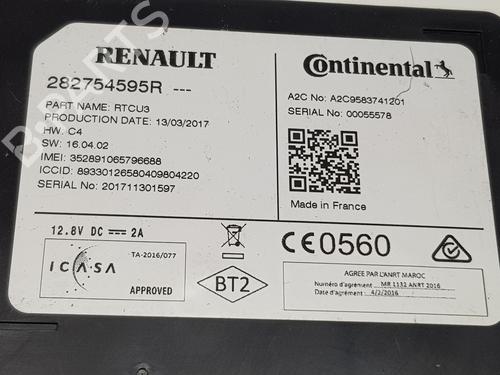 RENAULT
282754595R ---
PART NAME: RTCU3
PRODUCTION DATE: 13/03/2017
HW: C4
SW: 16.04.02
IMEI: 352891065796688
ICCID: 89330126580409804220
SERIAL No: 201711301597
Continental
A2C No: A2C9583741201
SERIAL No: 00055578
Made in France
12.8V DC ⎓ 2A
TA-2016/077
ICASA
APPROVED
BT2
CE0560
AGREE PAR L'ANRT MAROC
Numéro d'agrément : MR 1132 ANRT 2016
Date d'agrément : 4/2/2016